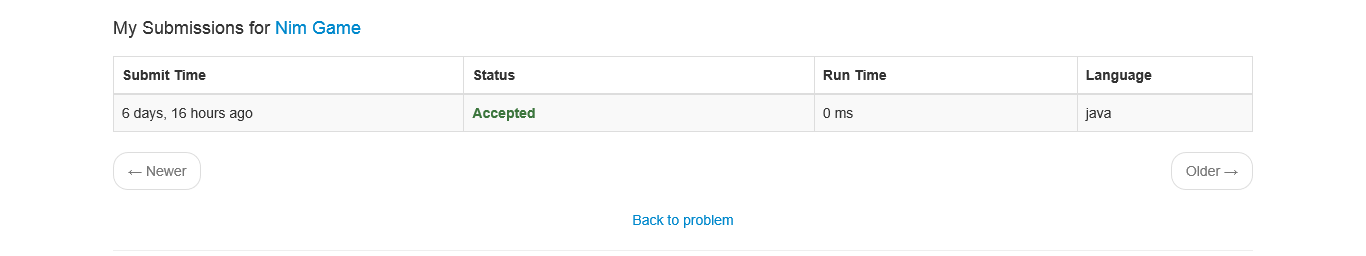 My Submissions for Nim Game
Submit Time Status Run Time Language
6 days, 16 hours ago Accepted 0 ms java
← Newer Older →
Back to problem